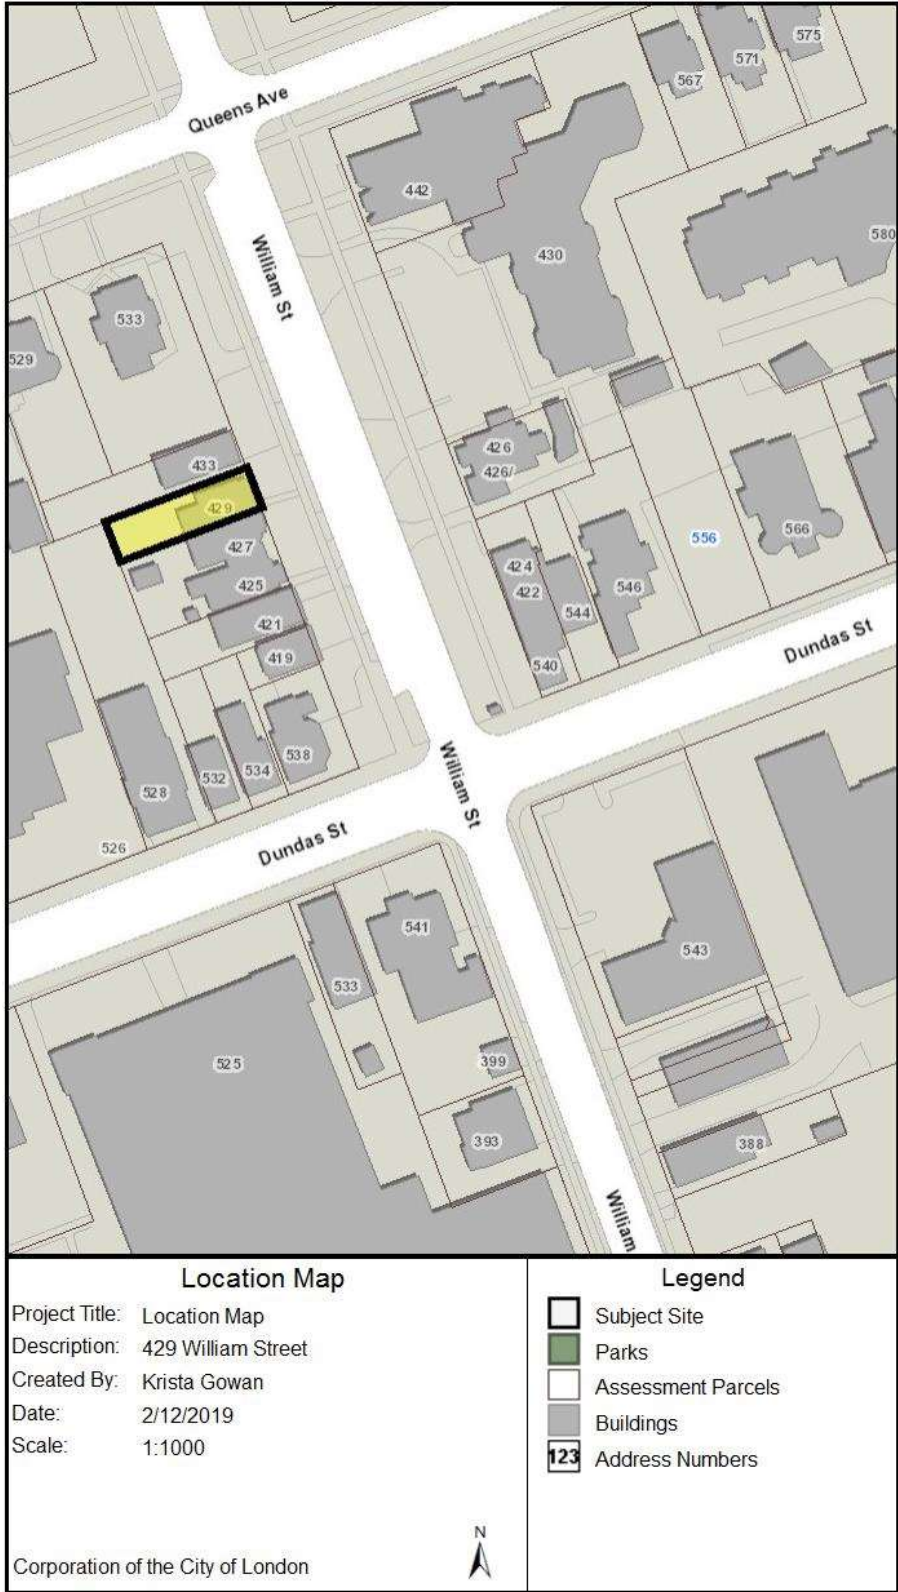 575
571
567
Queens Ave
442
580
430
William St
533
529
426
433
426/
429
556
566
427
424
425
546
422
544
421
Dundas St
419
540
538
William St
534
532
528
Dundas St
526
541
543
533
525
399
393
388
William
Location Map
Project Title: Location Map
Description: 429 William Street
Created By: Krista Gowan
Date: 2/12/2019
Scale: 1:1000
N
Corporation of the City of London
Legend
Subject Site
Parks
Assessment Parcels
Buildings
123 Address Numbers